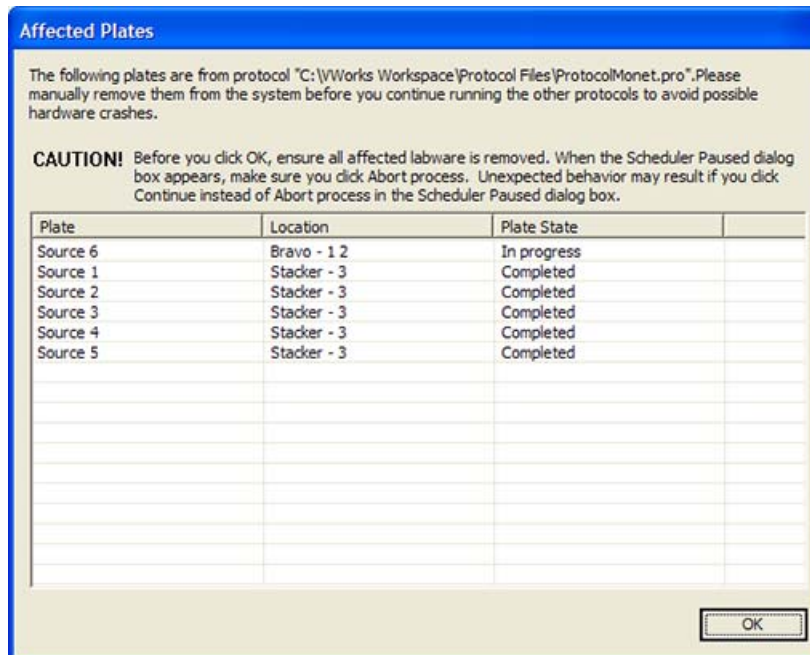 Affected Plates
The following plates are from protocol "C:\VWorks Workspace\Protocol Files\ProtocolMonet.pro".Please
manually remove them from the system before you continue running the other protocols to avoid possible
hardware crashes.
CAUTION! Before you click OK, ensure all affected labware is removed. When the Scheduler Paused dialog
box appears, make sure you click Abort process. Unexpected behavior may result if you click
Continue instead of Abort process in the Scheduler Paused dialog box.
Plate Location Plate State
Source 6 Bravo - 1 2 In progress
Source 1 Stacker - 3 Completed
Source 2 Stacker - 3 Completed
Source 3 Stacker - 3 Completed
Source 4 Stacker - 3 Completed
Source 5 Stacker - 3 Completed
OK